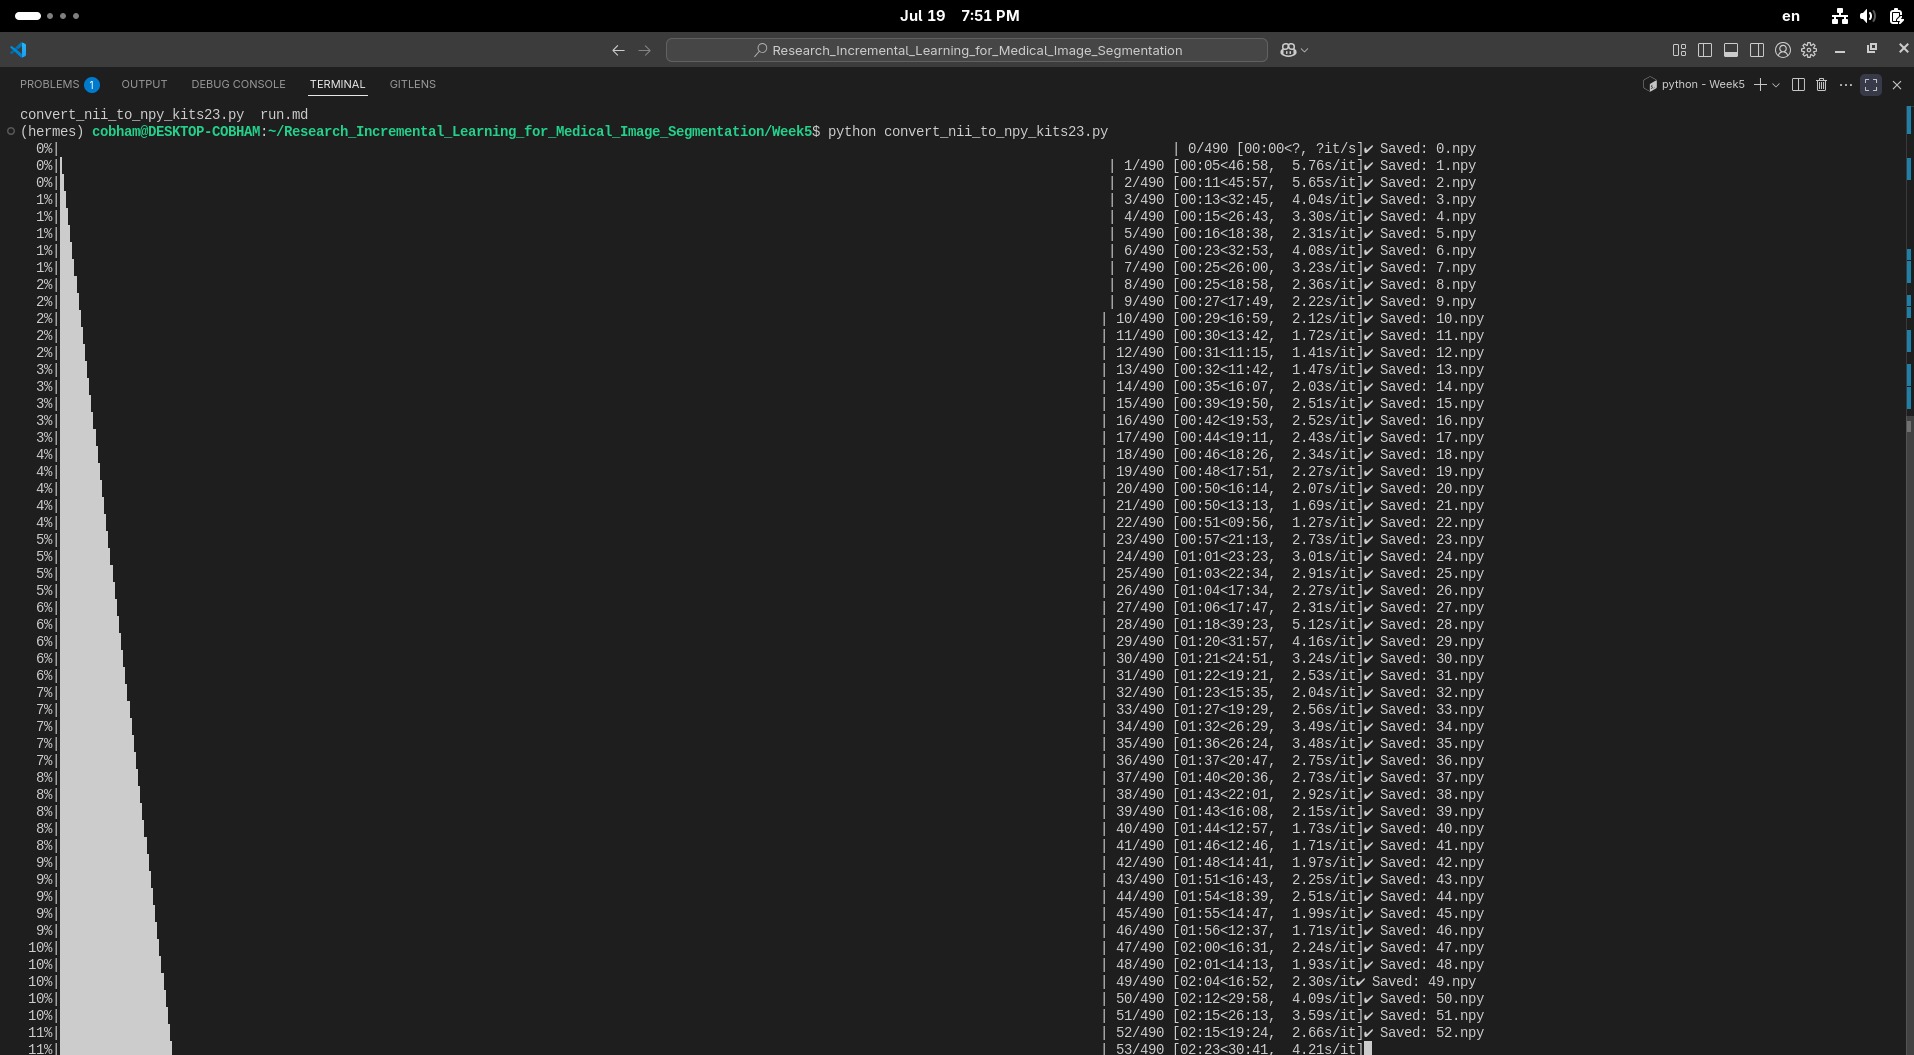 Jul 19 7:51 PM
en
Research_Incremental_Learning_for_Medical_Image_Segmentation
PROBLEMS 1 OUTPUT DEBUG CONSOLE TERMINAL GITLENS
python - Week5
convert_nii_to_npy_kits23.py run.md
(hermes) cobham@DESKTOP-COBHAM:~/Research_Incremental_Learning_for_Medical_Image_Segmentation/Week5$ python convert_nii_to_npy_kits23.py
0%| | 0/490 [00:00<?, ?it/s]✔ Saved: 0.npy
0%| | 1/490 [00:05<46:58, 5.76s/it]✔ Saved: 1.npy
0%| | 2/490 [00:11<45:57, 5.65s/it]✔ Saved: 2.npy
1%| | 3/490 [00:13<32:45, 4.04s/it]✔ Saved: 3.npy
1%| | 4/490 [00:15<26:43, 3.30s/it]✔ Saved: 4.npy
1%| | 5/490 [00:16<18:38, 2.31s/it]✔ Saved: 5.npy
1%| | 6/490 [00:23<32:53, 4.08s/it]✔ Saved: 6.npy
1%| | 7/490 [00:25<26:00, 3.23s/it]✔ Saved: 7.npy
2%| | 8/490 [00:25<18:58, 2.36s/it]✔ Saved: 8.npy
2%| | 9/490 [00:27<17:49, 2.22s/it]✔ Saved: 9.npy
2%| | 10/490 [00:29<16:59, 2.12s/it]✔ Saved: 10.npy
2%| | 11/490 [00:30<13:42, 1.72s/it]✔ Saved: 11.npy
2%| | 12/490 [00:31<11:15, 1.41s/it]✔ Saved: 12.npy
3%| | 13/490 [00:32<11:42, 1.47s/it]✔ Saved: 13.npy
3%| | 14/490 [00:35<16:07, 2.03s/it]✔ Saved: 14.npy
3%| | 15/490 [00:39<19:50, 2.51s/it]✔ Saved: 15.npy
3%| | 16/490 [00:42<19:53, 2.52s/it]✔ Saved: 16.npy
3%| | 17/490 [00:44<19:11, 2.43s/it]✔ Saved: 17.npy
4%| | 18/490 [00:46<18:26, 2.34s/it]✔ Saved: 18.npy
4%| | 19/490 [00:48<17:51, 2.27s/it]✔ Saved: 19.npy
4%| | 20/490 [00:50<16:14, 2.07s/it]✔ Saved: 20.npy
4%| | 21/490 [00:50<13:13, 1.69s/it]✔ Saved: 21.npy
4%| | 22/490 [00:51<09:56, 1.27s/it]✔ Saved: 22.npy
5%| | 23/490 [00:57<21:13, 2.73s/it]✔ Saved: 23.npy
5%| | 24/490 [01:01<23:23, 3.01s/it]✔ Saved: 24.npy
5%| | 25/490 [01:03<22:34, 2.91s/it]✔ Saved: 25.npy
5%| | 26/490 [01:04<17:34, 2.27s/it]✔ Saved: 26.npy
6%| | 27/490 [01:06<17:47, 2.31s/it]✔ Saved: 27.npy
6%| | 28/490 [01:18<39:23, 5.12s/it]✔ Saved: 28.npy
6%| | 29/490 [01:20<31:57, 4.16s/it]✔ Saved: 29.npy
6%| | 30/490 [01:21<24:51, 3.24s/it]✔ Saved: 30.npy
6%| | 31/490 [01:22<19:21, 2.53s/it]✔ Saved: 31.npy
7%| | 32/490 [01:23<15:35, 2.04s/it]✔ Saved: 32.npy
7%| | 33/490 [01:27<19:29, 2.56s/it]✔ Saved: 33.npy
7%| | 34/490 [01:32<26:29, 3.49s/it]✔ Saved: 34.npy
7%| | 35/490 [01:36<26:24, 3.48s/it]✔ Saved: 35.npy
7%| | 36/490 [01:37<20:47, 2.75s/it]✔ Saved: 36.npy
8%| | 37/490 [01:40<20:36, 2.73s/it]✔ Saved: 37.npy
8%| | 38/490 [01:43<22:01, 2.92s/it]✔ Saved: 38.npy
8%| | 39/490 [01:43<16:08, 2.15s/it]✔ Saved: 39.npy
8%| | 40/490 [01:44<12:57, 1.73s/it]✔ Saved: 40.npy
8%| | 41/490 [01:46<12:46, 1.71s/it]✔ Saved: 41.npy
9%| | 42/490 [01:48<14:41, 1.97s/it]✔ Saved: 42.npy
9%| | 43/490 [01:51<16:43, 2.25s/it]✔ Saved: 43.npy
9%| | 44/490 [01:54<18:39, 2.51s/it]✔ Saved: 44.npy
9%| | 45/490 [01:55<14:47, 1.99s/it]✔ Saved: 45.npy
9%| | 46/490 [01:56<12:37, 1.71s/it]✔ Saved: 46.npy
10%| | 47/490 [02:00<16:31, 2.24s/it]✔ Saved: 47.npy
10%| | 48/490 [02:01<14:13, 1.93s/it]✔ Saved: 48.npy
10%| | 49/490 [02:04<16:52, 2.30s/it✔ Saved: 49.npy
10%| | 50/490 [02:12<29:58, 4.09s/it]✔ Saved: 50.npy
10%| | 51/490 [02:15<26:13, 3.59s/it]✔ Saved: 51.npy
11%| | 52/490 [02:15<19:24, 2.66s/it]✔ Saved: 52.npy
11%| | 53/490 [02:23<30:41, 4.21s/it]